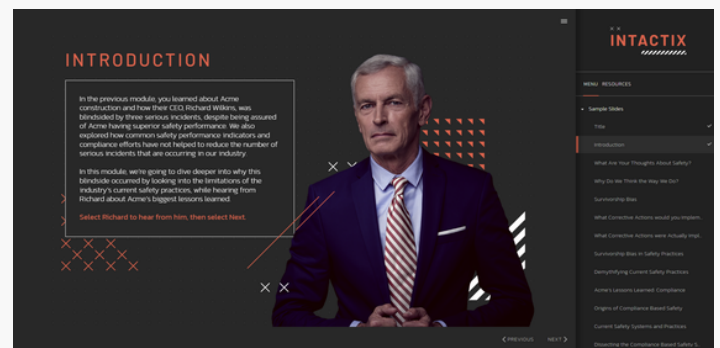 INTRODUCTION
In the previous module, you learned about Acme
construction and how their CEO, Richard Wilkins, was
blindsided by three serious incidents, despite being assured
of Acme having superior safety performance. We also
explored how common safety performance indicators and
compliance efforts have not helped to reduce the number of
serious incidents that are occurring in our industry.
In this module, we're going to dive deeper into why this
blindside occurred by looking into the limitations of the
industry's current safety practices, while hearing from
Richard about Acme's biggest lessons learned.
Select Richard to hear from him, then select Next.
PREVIOUS
NEXT
INTACTIX
MENU RESOURCES
Sample Slides
Title
Introduction
What Are Your Thoughts About Safety?
Why Do We Think the Way We Do?
Survivorship Bias
What Corrective Actions would you Implem...
What Corrective Actions were Actually Impl...
Survivorship Bias in Safety Practices
Demythifying Current Safety Practices
Acme's Lessons Learned: Compliance
Origins of Compliance Based Safety
Current Safety Systems and Practices
Dissecting the Compliance Based Safety S...